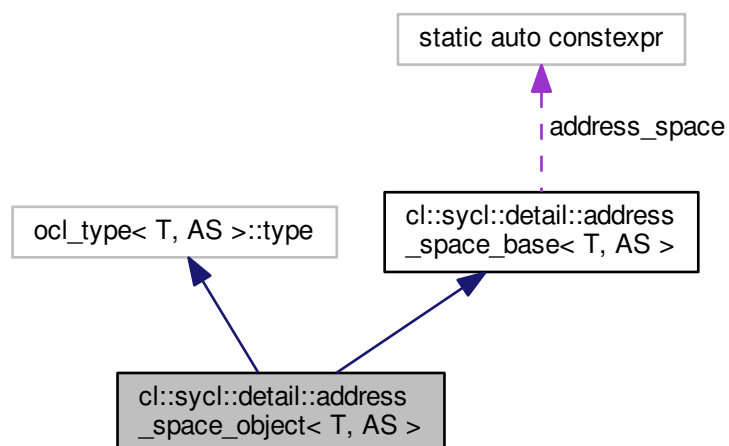 static auto constexpr
address_space
ocl_type< T, AS >::type
cl::sycl::detail::address
_space_base< T, AS >
cl::sycl::detail::address
_space_object< T, AS >